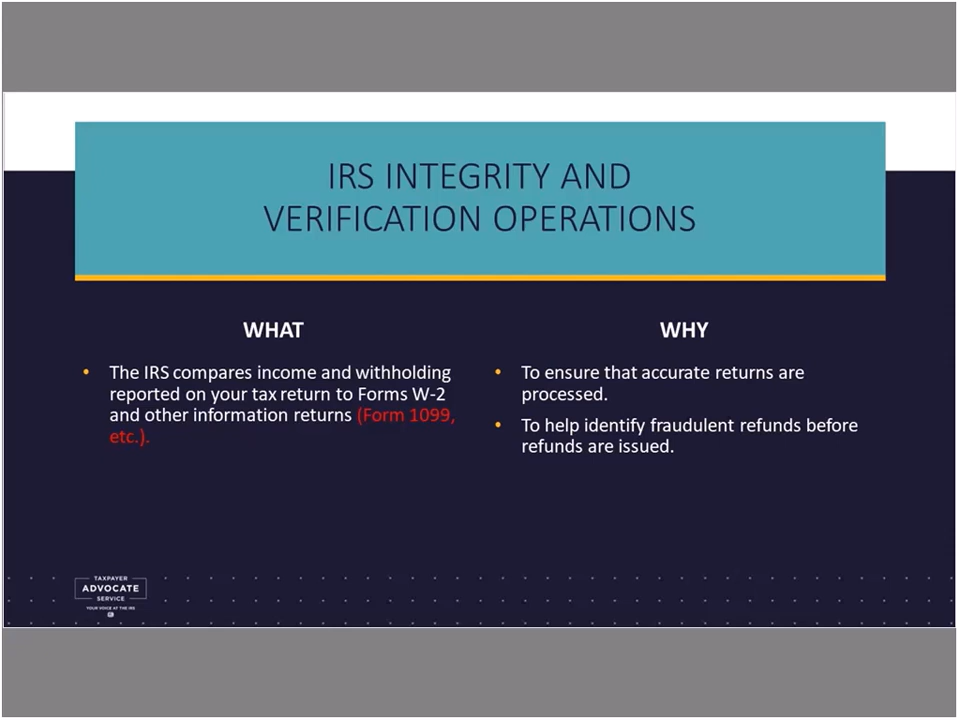 IRS INTEGRITY AND
VERIFICATION OPERATIONS
WHAT
• The IRS compares income and withholding
reported on your tax return to Forms W-2
and other information returns (Form 1099,
etc.).
WHY
• To ensure that accurate returns are
processed.
• To help identify fraudulent refunds before
refunds are issued.
TAXPAYER
ADVOCATE
SERVICE
YOUR VOICE AT THE IRS